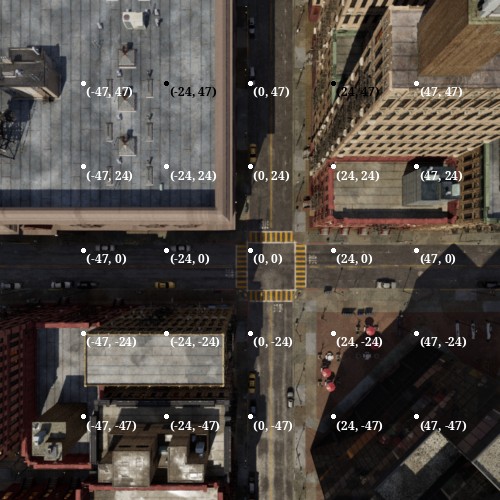 (-47, 47) (-24, 47) (0, 47) (24, 47) (47, 47)
(-47, 24) (-24, 24) (0, 24) (24, 24) (47, 24)
(-47, 0) (-24, 0) (0, 0) (24, 0) (47, 0)
(-47, -24) (-24, -24) (0, -24) (24, -24) (47, -24)
(-47, -47) (-24, -47) (0, -47) (24, -47) (47, -47)